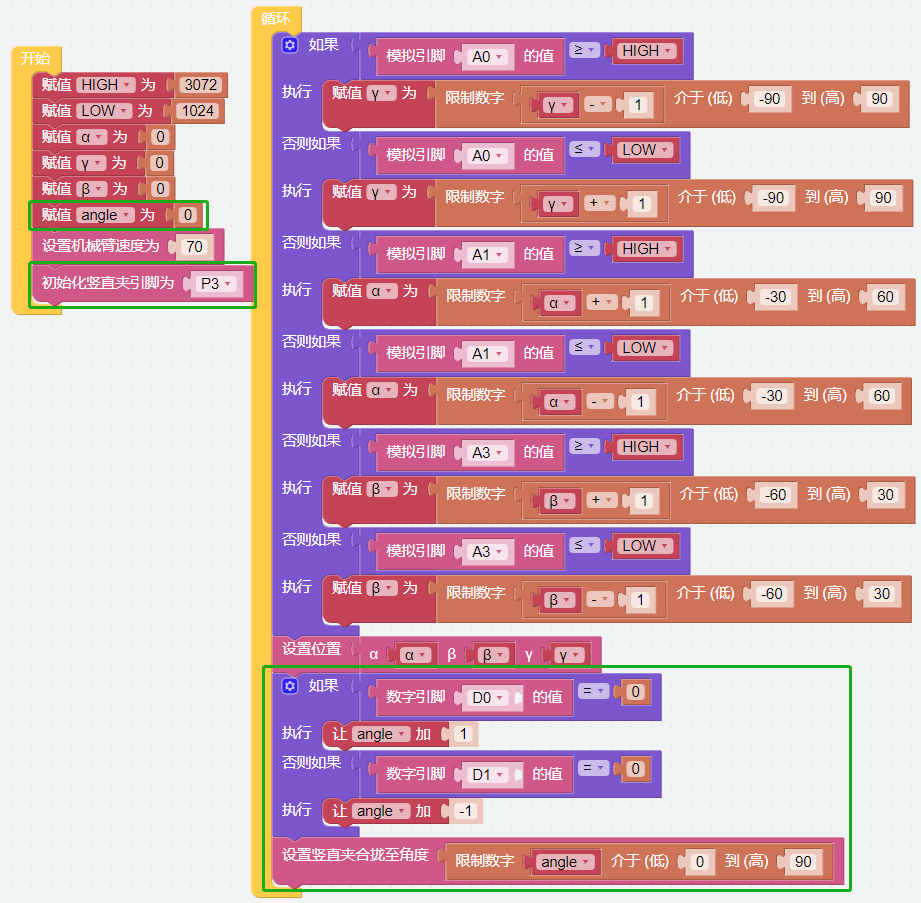 开始
赋值 HIGH 为 3072
赋值 LOW 为 1024
赋值 α 为 0
赋值 γ 为 0
赋值 β 为 0
赋值 angle 为 0
设置机械臂速度为 70
初始化竖直夹引脚为 P3
循环
如果 模拟引脚 A0 的值 ≥ HIGH
执行 赋值 γ 为 限制数字 γ - 1 介于 (低) -90 到 (高) 90
否则如果 模拟引脚 A0 的值 ≤ LOW
执行 赋值 γ 为 限制数字 γ + 1 介于 (低) -90 到 (高) 90
否则如果 模拟引脚 A1 的值 ≥ HIGH
执行 赋值 α 为 限制数字 α + 1 介于 (低) -30 到 (高) 60
否则如果 模拟引脚 A1 的值 ≤ LOW
执行 赋值 α 为 限制数字 α - 1 介于 (低) -30 到 (高) 60
否则如果 模拟引脚 A3 的值 ≥ HIGH
执行 赋值 β 为 限制数字 β + 1 介于 (低) -60 到 (高) 30
否则如果 模拟引脚 A3 的值 ≤ LOW
执行 赋值 β 为 限制数字 β - 1 介于 (低) -60 到 (高) 30
设置位置 α α β β γ γ
如果 数字引脚 D0 的值 = 0
执行 让 angle 加 1
否则如果 数字引脚 D1 的值 = 0
执行 让 angle 加 -1
设置竖直夹合拢至角度 限制数字 angle 介于 (低) 0 到 (高) 90